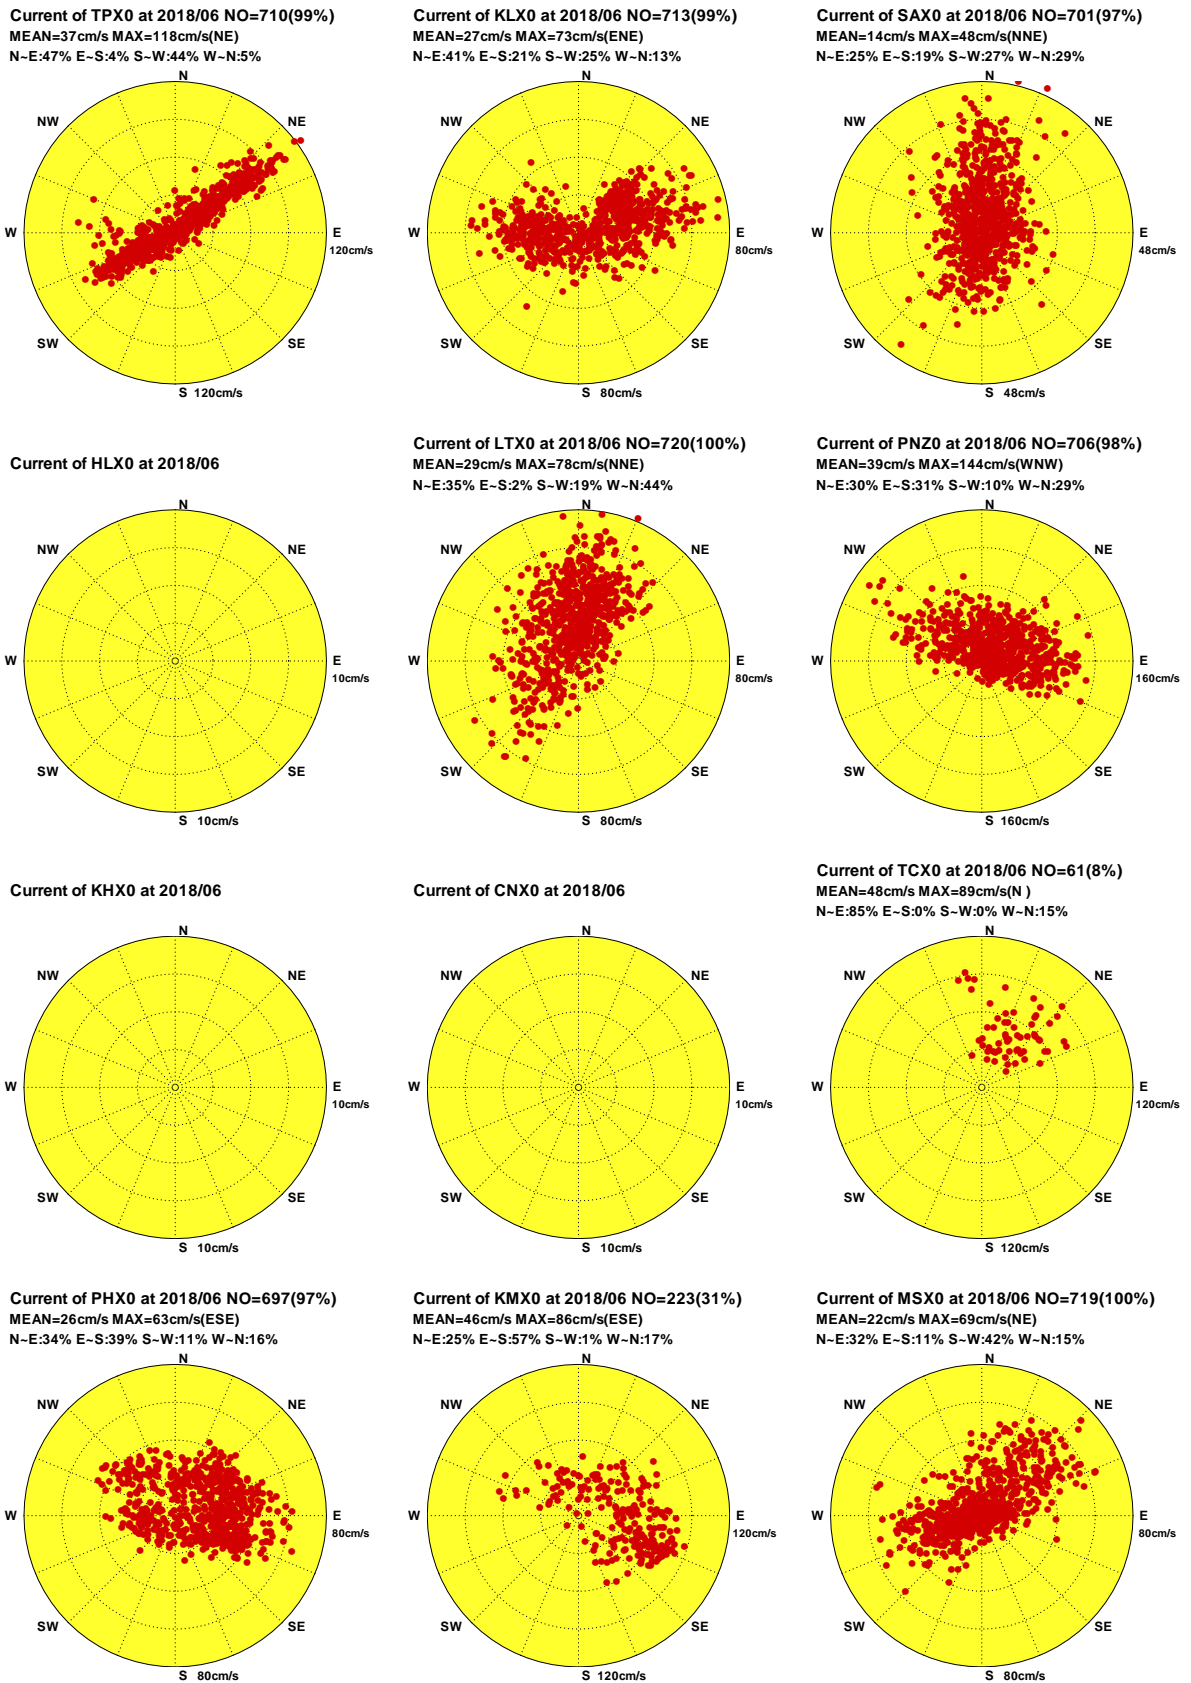 Current of TPX0 at 2018/06 NO=710(99%)
MEAN=37cm/s MAX=118cm/s(NE)
N~E:47% E~S:4% S~W:44% W~N:5%
N
NW
NE
W
E
120cm/s
SW
SE
S 120cm/s
Current of KLX0 at 2018/06 NO=713(99%)
MEAN=27cm/s MAX=73cm/s(ENE)
N~E:41% E~S:21% S~W:25% W~N:13%
N
NW
NE
W
E
80cm/s
SW
SE
S 80cm/s
Current of SAX0 at 2018/06 NO=701(97%)
MEAN=14cm/s MAX=48cm/s(NNE)
N~E:25% E~S:19% S~W:27% W~N:29%
N
NW
NE
W
E
48cm/s
SW
SE
S 48cm/s
Current of HLX0 at 2018/06
N
NW
NE
W
E
10cm/s
SW
SE
S 10cm/s
Current of LTX0 at 2018/06 NO=720(100%)
MEAN=29cm/s MAX=78cm/s(NNE)
N~E:35% E~S:2% S~W:19% W~N:44%
N
NW
NE
W
E
80cm/s
SW
SE
S 80cm/s
Current of PNZ0 at 2018/06 NO=706(98%)
MEAN=39cm/s MAX=144cm/s(WNW)
N~E:30% E~S:31% S~W:10% W~N:29%
N
NW
NE
W
E
160cm/s
SW
SE
S 160cm/s
Current of KHX0 at 2018/06
N
NW
NE
W
E
10cm/s
SW
SE
S 10cm/s
Current of CNX0 at 2018/06
N
NW
NE
W
E
10cm/s
SW
SE
S 10cm/s
Current of TCX0 at 2018/06 NO=61(8%)
MEAN=48cm/s MAX=89cm/s(N )
N~E:85% E~S:0% S~W:0% W~N:15%
N
NW
NE
W
E
120cm/s
SW
SE
S 120cm/s
Current of PHX0 at 2018/06 NO=697(97%)
MEAN=26cm/s MAX=63cm/s(ESE)
N~E:34% E~S:39% S~W:11% W~N:16%
N
NW
NE
W
E
80cm/s
SW
SE
S 80cm/s
Current of KMX0 at 2018/06 NO=223(31%)
MEAN=46cm/s MAX=86cm/s(ESE)
N~E:25% E~S:57% S~W:1% W~N:17%
N
NW
NE
W
E
120cm/s
SW
SE
S 120cm/s
Current of MSX0 at 2018/06 NO=719(100%)
MEAN=22cm/s MAX=69cm/s(NE)
N~E:32% E~S:11% S~W:42% W~N:15%
N
NW
NE
W
E
80cm/s
SW
SE
S 80cm/s